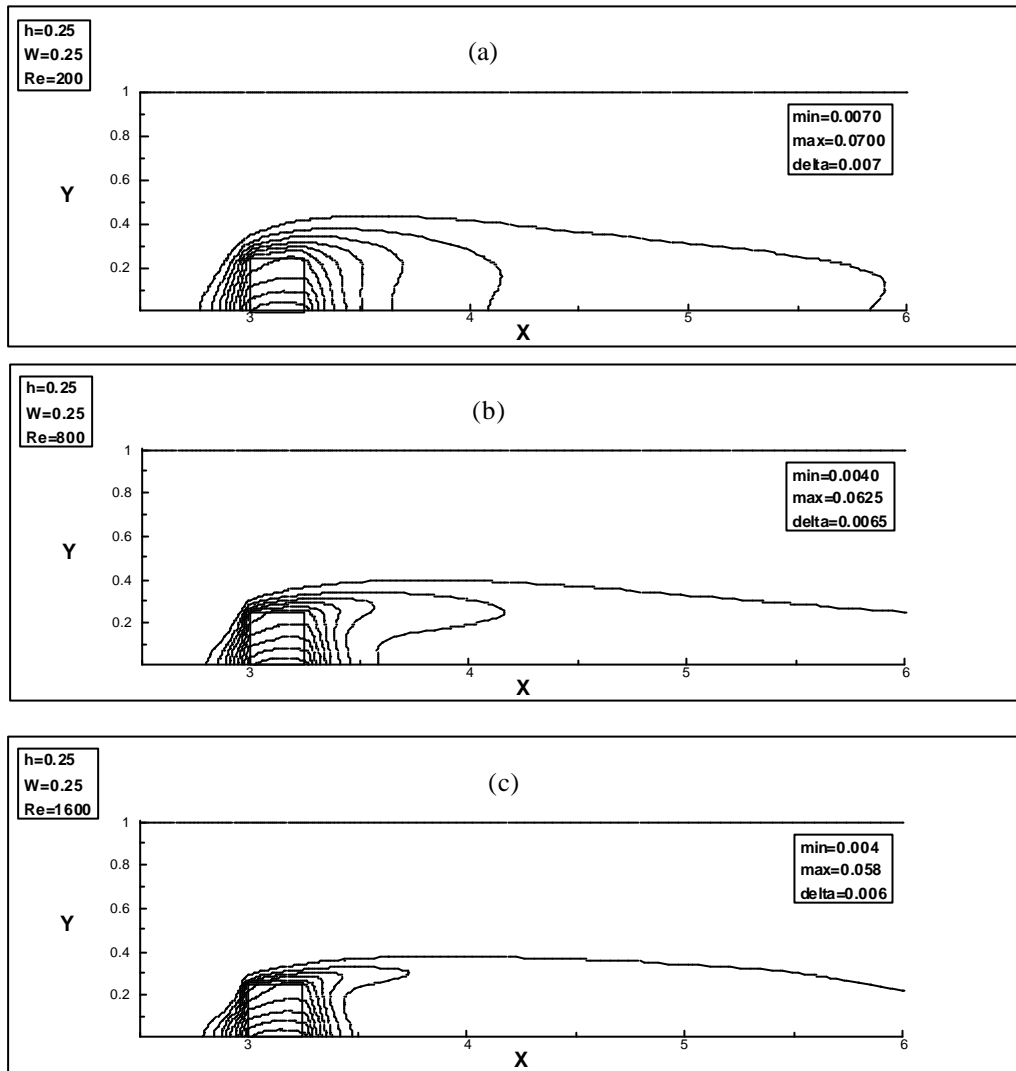 h=0.25
W=0.25
Re=200
(a)
min=0.0070
max=0.0700
delta=0.007
1
0.8
0.6
0.4
0.2
Y
3
4
5
6
X
h=0.25
W=0.25
Re=800
(b)
min=0.0040
max=0.0625
delta=0.0065
1
0.8
0.6
0.4
0.2
Y
3
4
5
6
X
h=0.25
W=0.25
Re=1600
(c)
min=0.004
max=0.058
delta=0.006
1
0.8
0.6
0.4
0.2
Y
3
4
5
6
X